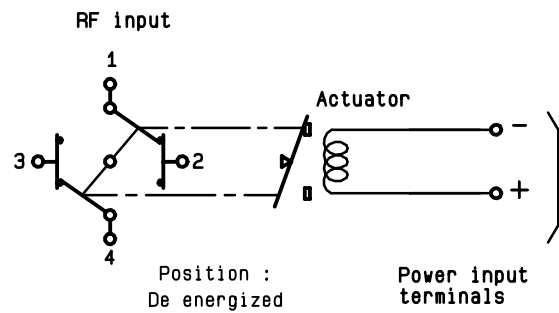 RF input
1
Actuator
3
2
-
+
4
Position :
De energized
Power input
terminals